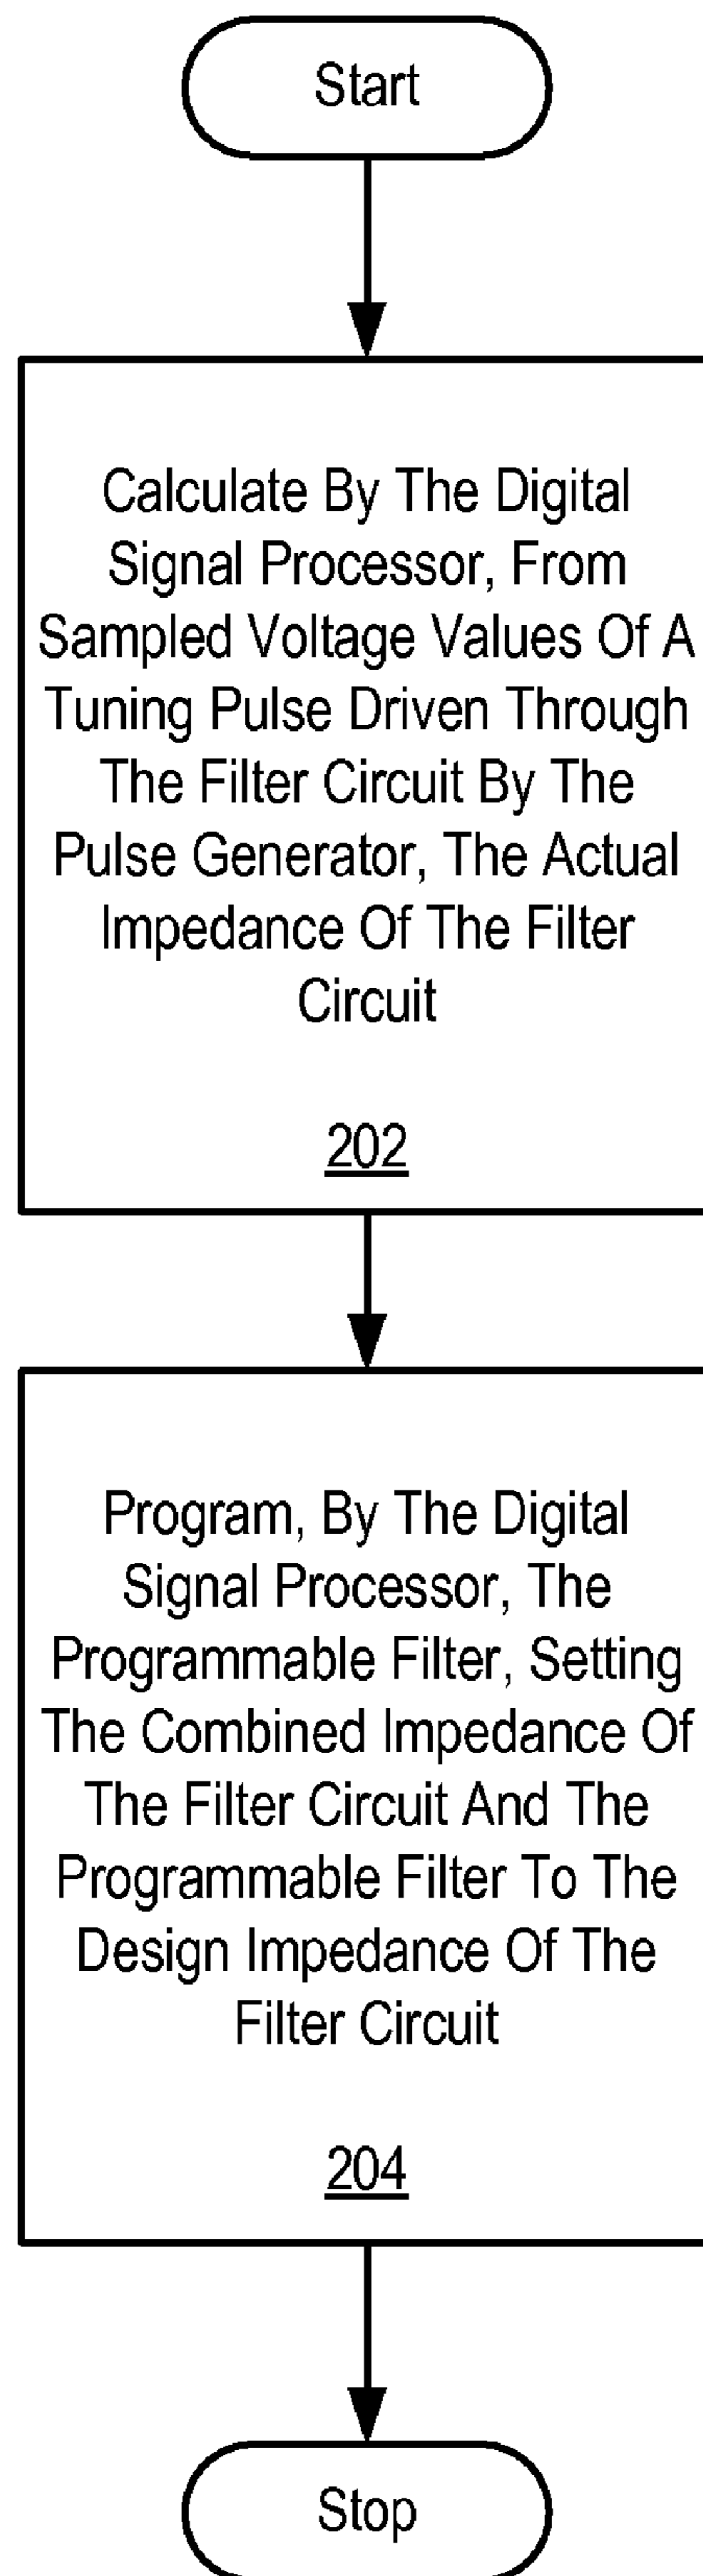 Start
Calculate By The Digital
Signal Processor, From
Sampled Voltage Values Of A
Tuning Pulse Driven Through
The Filter Circuit By The
Pulse Generator, The Actual
Impedance Of The Filter
Circuit
202
Program, By The Digital
Signal Processor, The
Programmable Filter, Setting
The Combined Impedance Of
The Filter Circuit And The
Programmable Filter To The
Design Impedance Of The
Filter Circuit
204
Stop